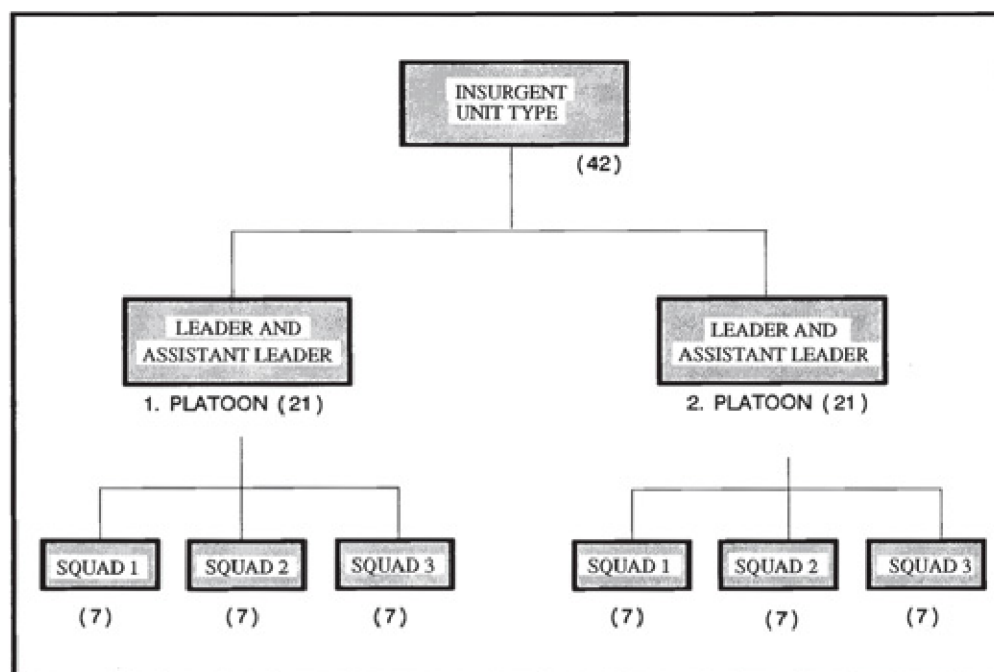 INSURGENT
UNIT TYPE
(42)
LEADER AND
ASSISTANT LEADER
1. PLATOON (21)
LEADER AND
ASSISTANT LEADER
2. PLATOON (21)
SQUAD 1
SQUAD 2
SQUAD 3
SQUAD 1
SQUAD 2
SQUAD 3
(7)
(7)
(7)
(7)
(7)
(7)